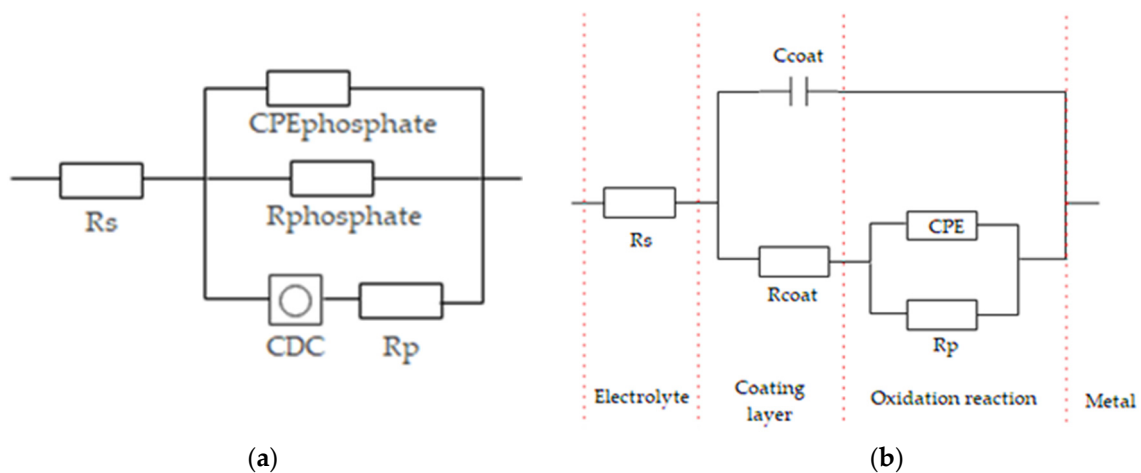 CPEphosphate
Rs
Rphosphate
CDC
Rp
(a)
Ccoat
Rs
CPE
Rcoat
Rp
Electrolyte
Coating
layer
Oxidation reaction
Metal
(b)